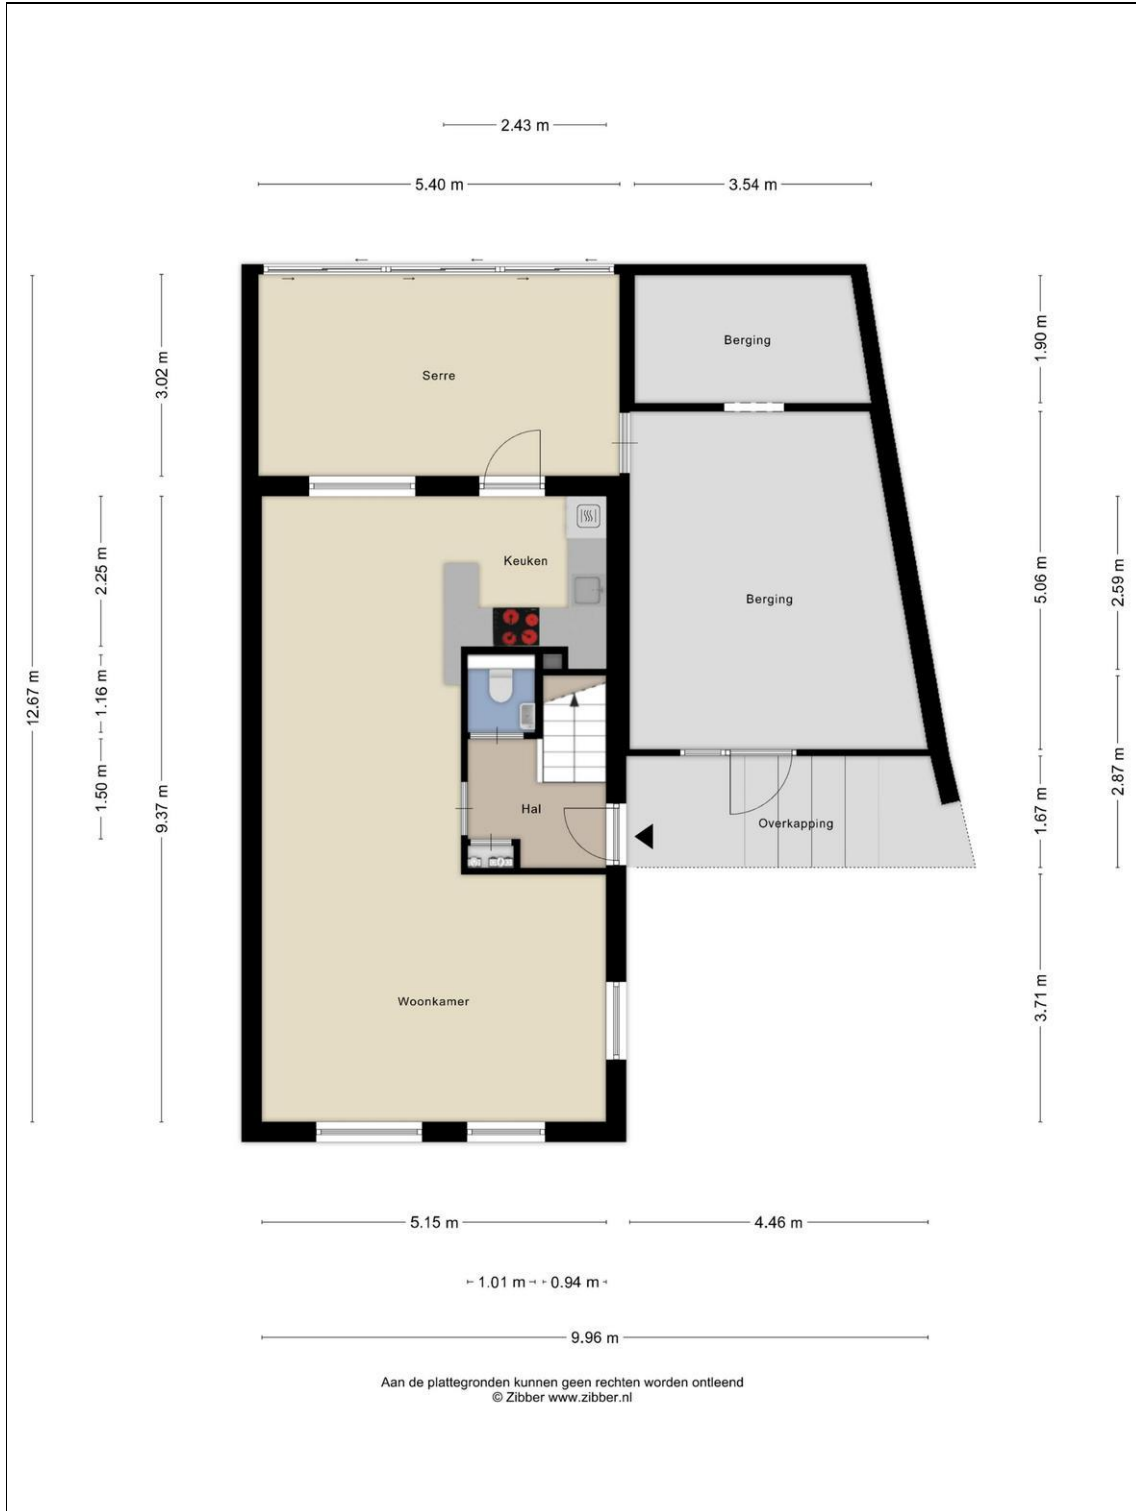 2.43 m
5.40 m
3.54 m
Berging
1.90 m
3.02 m
Serre
Keuken
2.25 m
5.06 m
2.59 m
Berging
12.67 m
1.16 m
1.50 m
9.37 m
Hal
Overkapping
1.67 m
2.87 m
Woonkamer
3.71 m
5.15 m
4.46 m
1.01 m
0.94 m
9.96 m
Aan de plattegronden kunnen geen rechten worden ontleend
© Zibber www.zibber.nl